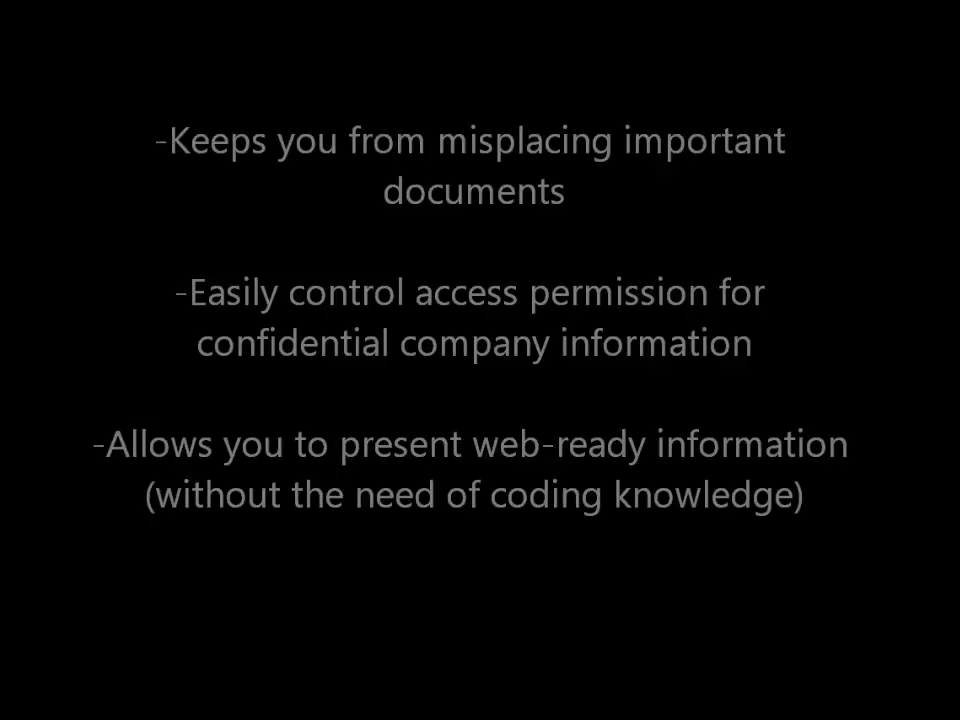 -Keeps you from misplacing important
documents
-Easily control access permission for
confidential company information
-Allows you to present web-ready information
(without the need of coding knowledge)